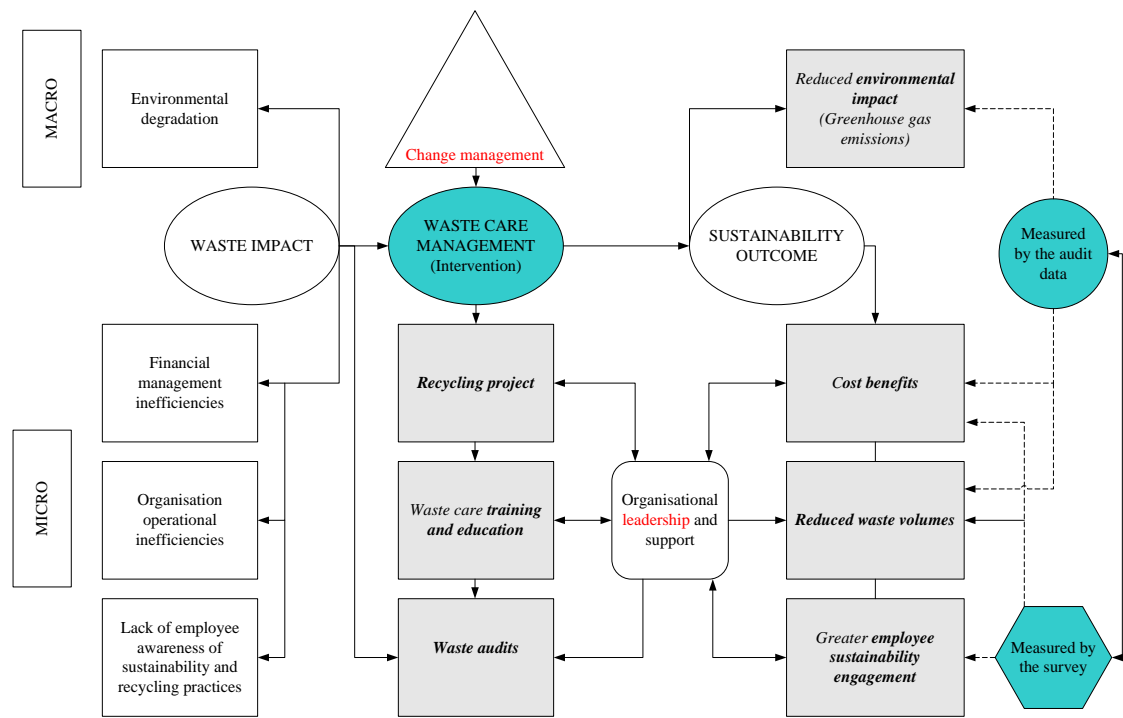 MACRO
Environmental
degradation
Change management
Reduced environmental
impact
(Greenhouse gas
emissions)
WASTE IMPACT
WASTE CARE
MANAGEMENT
(Intervention)
SUSTAINABILITY
OUTCOME
Measured
by the audit
data
MICRO
Financial
management
inefficiencies
Recycling project
Cost benefits
Organisation
operational
inefficiencies
Waste care training
and education
Organisational
leadership and
support
Reduced waste volumes
Lack of employee
awareness of
sustainability and
recycling practices
Waste audits
Greater employee
sustainability
engagement
Measured by
the survey